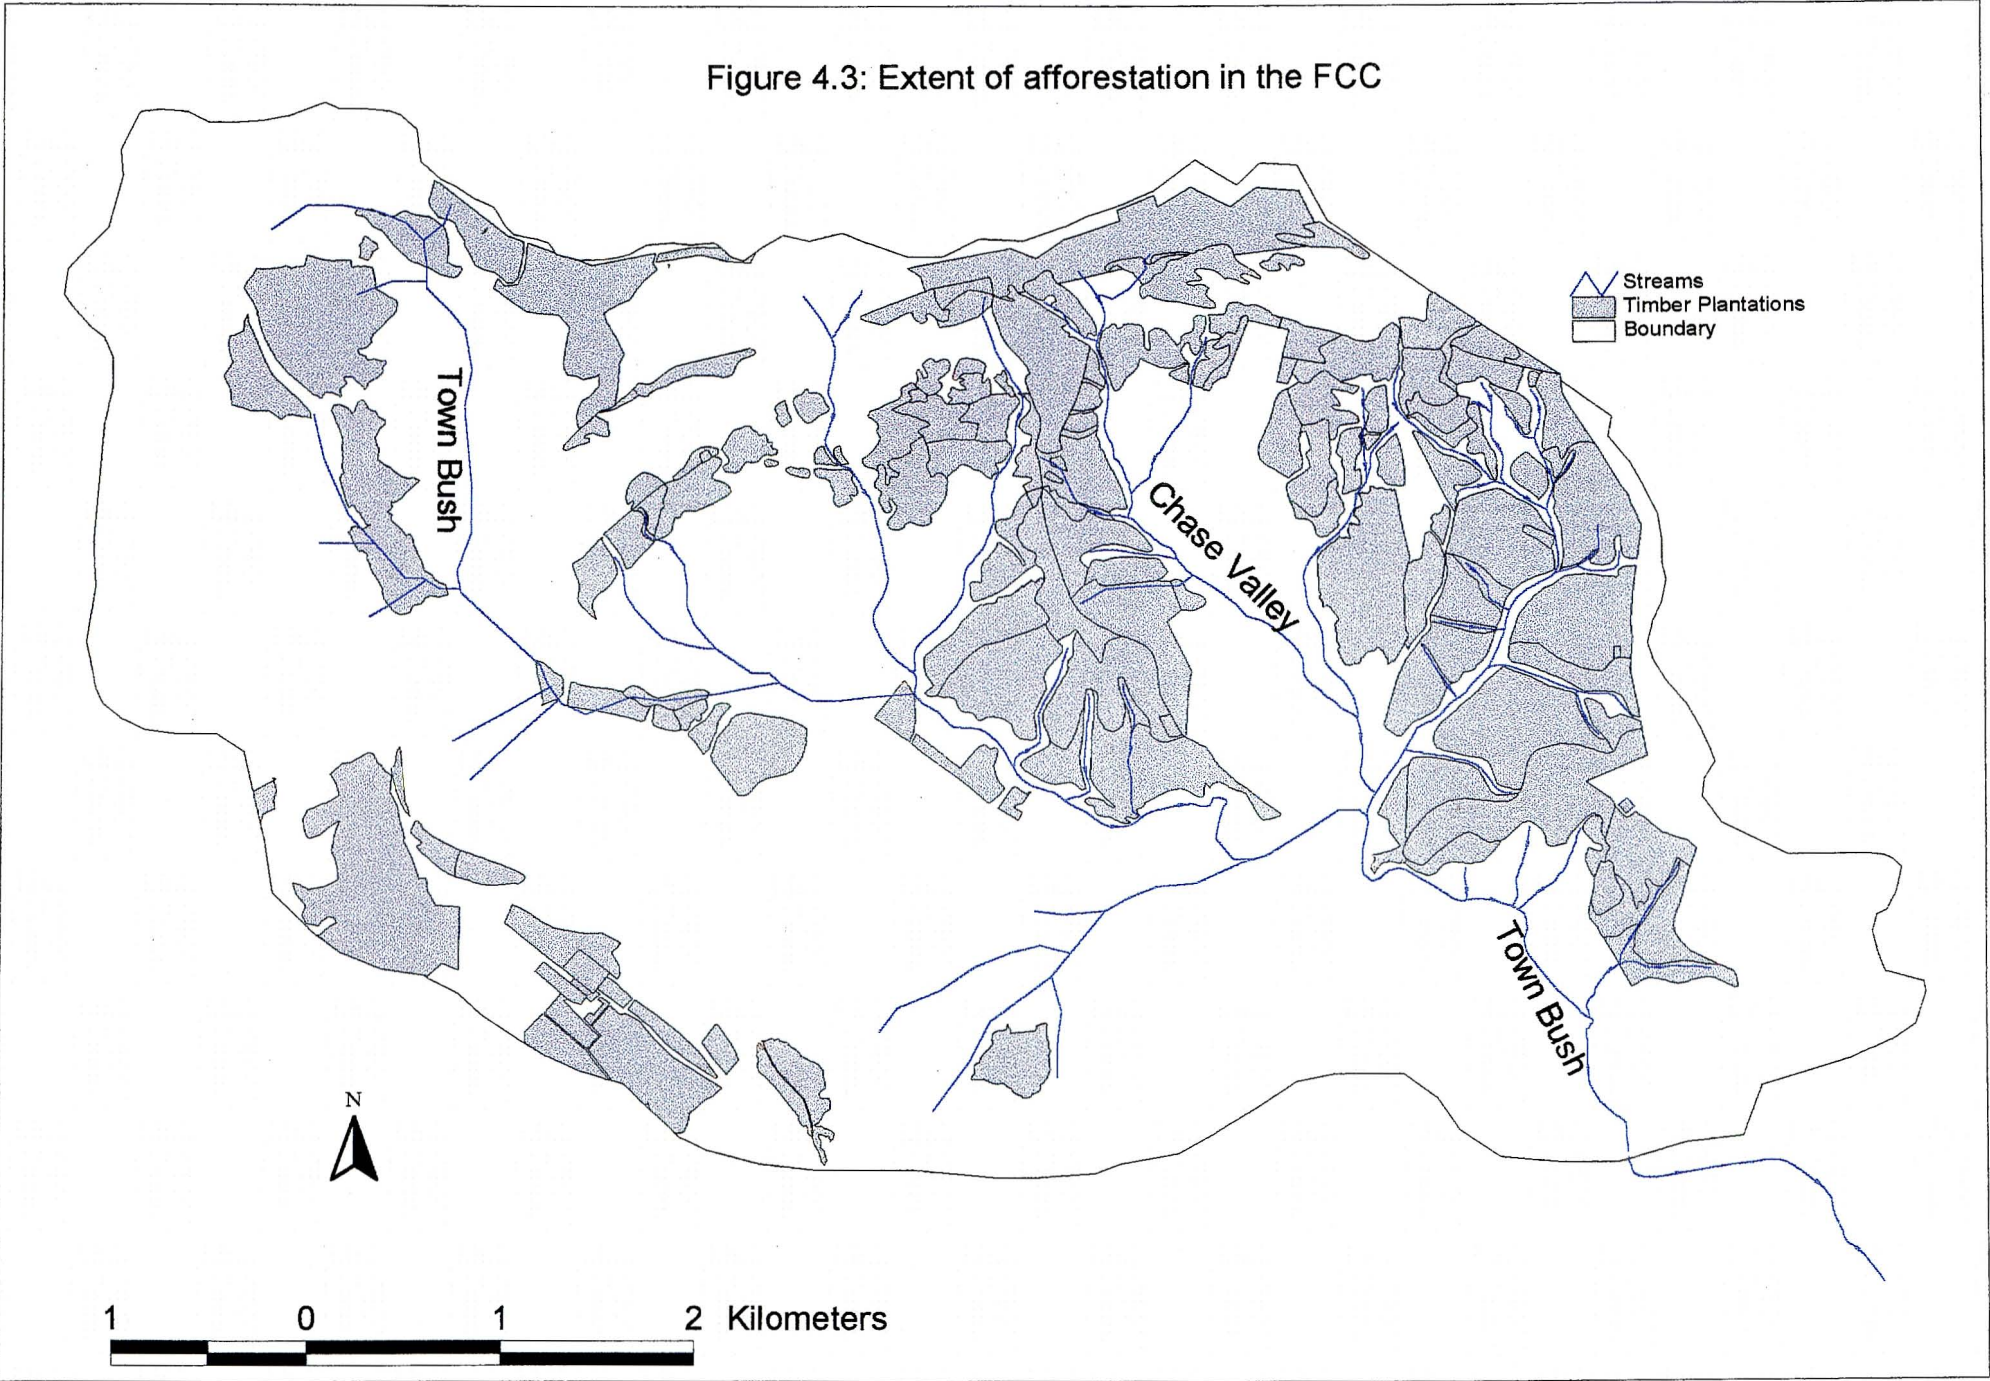 Figure 4.3: Extent of afforestation in the FCC
Streams
Timber Plantations
Boundary
Town Bush
Chase Valley
Town Bush
N
1 0 1 2 Kilometers